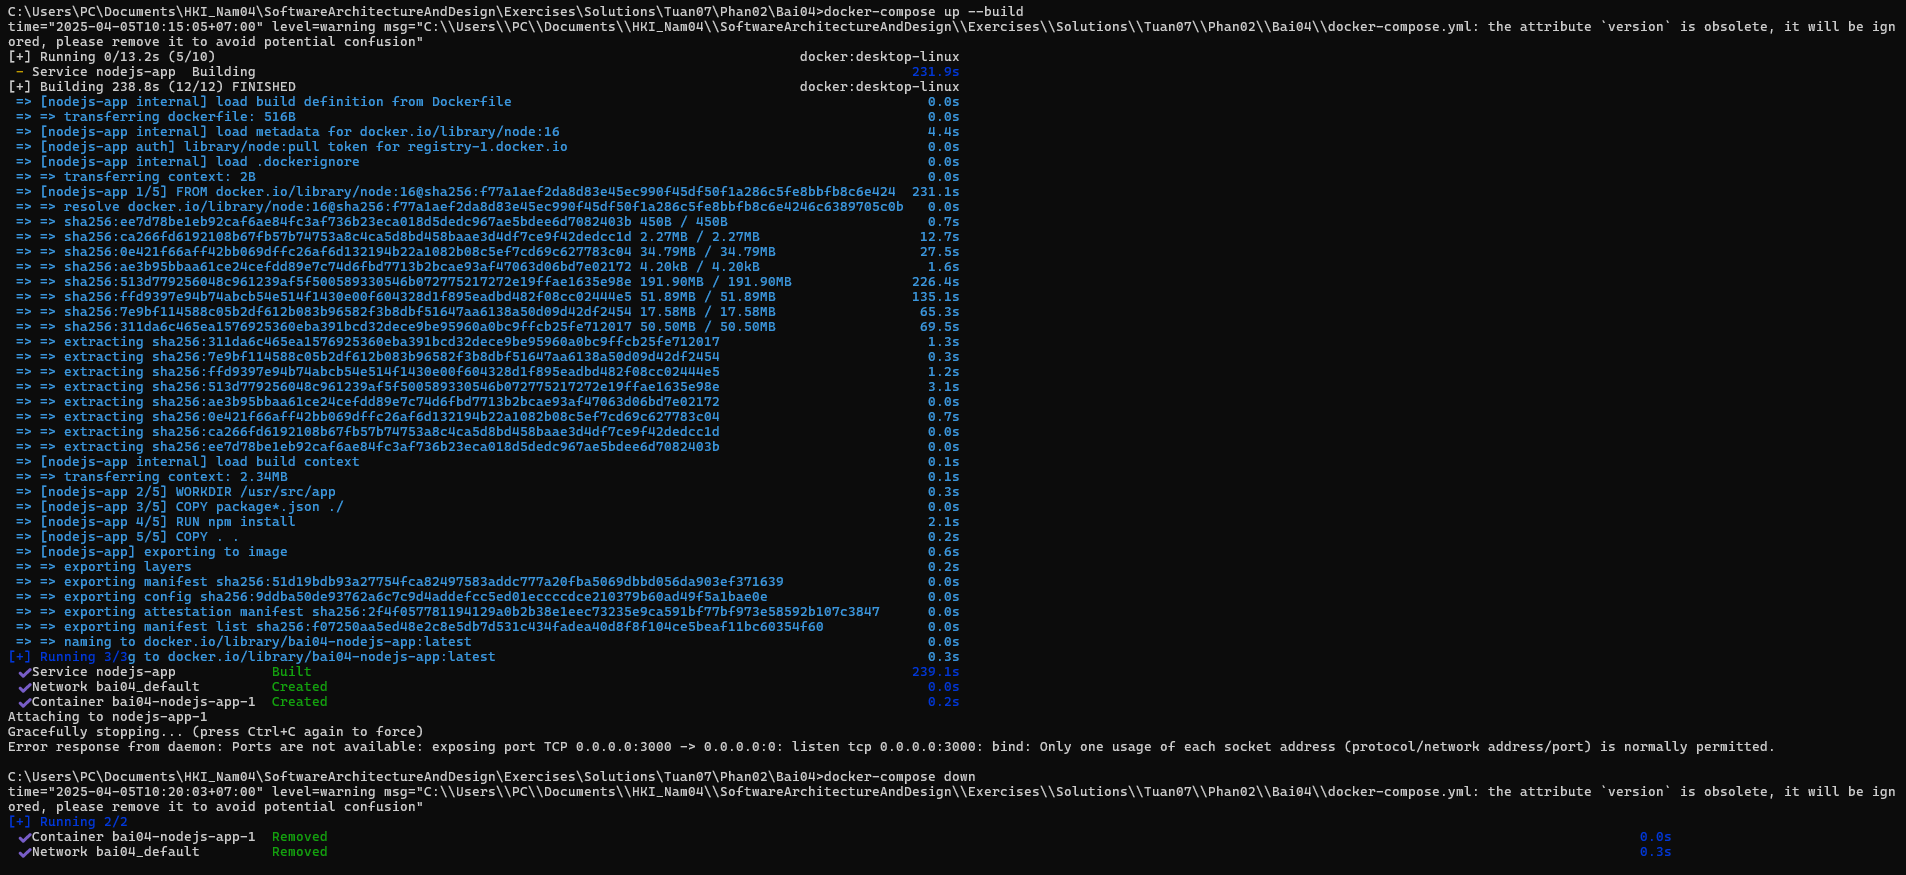 C:\Users\PC\Documents\HKI_Nam04\SoftwareArchitectureAndDesign\Exercises\Solutions\Tuan07\Phan02\Bai04>docker-compose up --build
time="2025-04-05T10:15:05+07:00" level=warning msg="C:\\Users\\PC\\Documents\\HKI_Nam04\\SoftwareArchitectureAndDesign\\Exercises\\Solutions\\Tuan07\\Phan02\\Bai04\\docker-compose.yml: the attribute `version` is obsolete, it will be ign
ored, please remove it to avoid potential confusion"
[+] Running 0/13.2s (5/10) docker:desktop-linux
- Service nodejs-app Building 231.9s
[+] Building 238.8s (12/12) FINISHED docker:desktop-linux
=> [nodejs-app internal] load build definition from Dockerfile 0.0s
=> => transferring dockerfile: 516B 0.0s
=> [nodejs-app internal] load metadata for docker.io/library/node:16 4.4s
=> [nodejs-app auth] library/node:pull token for registry-1.docker.io 0.0s
=> [nodejs-app internal] load .dockerignore 0.0s
=> => transferring context: 2B 0.0s
=> [nodejs-app 1/5] FROM docker.io/library/node:16@sha256:f77a1aef2da8d83e45ec990f45df50f1a286c5fe8bbfb8c6e424 231.1s
=> => resolve docker.io/library/node:16@sha256:f77a1aef2da8d83e45ec990f45df50f1a286c5fe8bbfb8c6e4246c6389705c0b 0.0s
=> => sha256:ee7d78be1eb92caf6ae84fc3af736b23eca018d5dedc967ae5bdee6d7082403b 450B / 450B 0.7s
=> => sha256:ca266fd6192108b67fb57b74753a8c4ca5d8bd458baae3d4df7ce9f42dedcc1d 2.27MB / 2.27MB 12.7s
=> => sha256:0e421f66aff42bb069dffc26af6d132194b22a1082b08c5ef7cd69c627783c04 34.79MB / 34.79MB 27.5s
=> => sha256:ae3b95bbaa61ce24cefdd89e7c74d6fbd7713b2bcae93af47063d06bd7e02172 4.20kB / 4.20kB 1.6s
=> => sha256:513d779256048c961239af5f500589330546b072775217272e19ffae1635e98e 191.90MB / 191.90MB 226.4s
=> => sha256:ffd9397e94b74abcb54e514f1430e00f604328d1f895eadbd482f08cc02444e5 51.89MB / 51.89MB 135.1s
=> => sha256:7e9bf114588c05b2df612b083b96582f3b8dbf51647aa6138a50d09d42df2454 17.58MB / 17.58MB 65.3s
=> => sha256:311da6c465ea1576925360eba391bcd32dece9be95960a0bc9ffcb25fe712017 50.50MB / 50.50MB 69.5s
=> => extracting sha256:311da6c465ea1576925360eba391bcd32dece9be95960a0bc9ffcb25fe712017 1.3s
=> => extracting sha256:7e9bf114588c05b2df612b083b96582f3b8dbf51647aa6138a50d09d42df2454 0.3s
=> => extracting sha256:ffd9397e94b74abcb54e514f1430e00f604328d1f895eadbd482f08cc02444e5 1.2s
=> => extracting sha256:513d779256048c961239af5f500589330546b072775217272e19ffae1635e98e 3.1s
=> => extracting sha256:ae3b95bbaa61ce24cefdd89e7c74d6fbd7713b2bcae93af47063d06bd7e02172 0.0s
=> => extracting sha256:0e421f66aff42bb069dffc26af6d132194b22a1082b08c5ef7cd69c627783c04 0.7s
=> => extracting sha256:ca266fd6192108b67fb57b74753a8c4ca5d8bd458baae3d4df7ce9f42dedcc1d 0.0s
=> => extracting sha256:ee7d78be1eb92caf6ae84fc3af736b23eca018d5dedc967ae5bdee6d7082403b 0.0s
=> [nodejs-app internal] load build context 0.1s
=> => transferring context: 2.34MB 0.1s
=> [nodejs-app 2/5] WORKDIR /usr/src/app 0.3s
=> [nodejs-app 3/5] COPY package*.json ./ 0.0s
=> [nodejs-app 4/5] RUN npm install 2.1s
=> [nodejs-app 5/5] COPY . . 0.2s
=> [nodejs-app] exporting to image 0.6s
=> => exporting layers 0.2s
=> => exporting manifest sha256:51d19bdb93a27754fca82497583addc777a20fba5069dbbd056da903ef371639 0.0s
=> => exporting config sha256:9ddba50de93762a6c7c9d4addefcc5ed01eccccdce210379b60ad49f5a1bae0e 0.0s
=> => exporting attestation manifest sha256:2f4f057781194129a0b2b38e1eec73235e9ca591bf77bf973e58592b107c3847 0.0s
=> => exporting manifest list sha256:f07250aa5ed48e2c8e5db7d531c434fadea40d8f8f104ce5beaf11bc60354f60 0.0s
=> => naming to docker.io/library/bai04-nodejs-app:latest 0.0s
[+] Running 3/3g to docker.io/library/bai04-nodejs-app:latest 0.3s
✔Service nodejs-app Built 239.1s
✔Network bai04_default Created 0.0s
✔Container bai04-nodejs-app-1 Created 0.2s
Attaching to nodejs-app-1
Gracefully stopping... (press Ctrl+C again to force)
Error response from daemon: Ports are not available: exposing port TCP 0.0.0.0:3000 -> 0.0.0.0:0: listen tcp 0.0.0.0:3000: bind: Only one usage of each socket address (protocol/network address/port) is normally permitted.
C:\Users\PC\Documents\HKI_Nam04\SoftwareArchitectureAndDesign\Exercises\Solutions\Tuan07\Phan02\Bai04>docker-compose down
time="2025-04-05T10:20:03+07:00" level=warning msg="C:\\Users\\PC\\Documents\\HKI_Nam04\\SoftwareArchitectureAndDesign\\Exercises\\Solutions\\Tuan07\\Phan02\\Bai04\\docker-compose.yml: the attribute `version` is obsolete, it will be ign
ored, please remove it to avoid potential confusion"
[+] Running 2/2
✔Container bai04-nodejs-app-1 Removed 0.0s
✔Network bai04_default Removed 0.3s